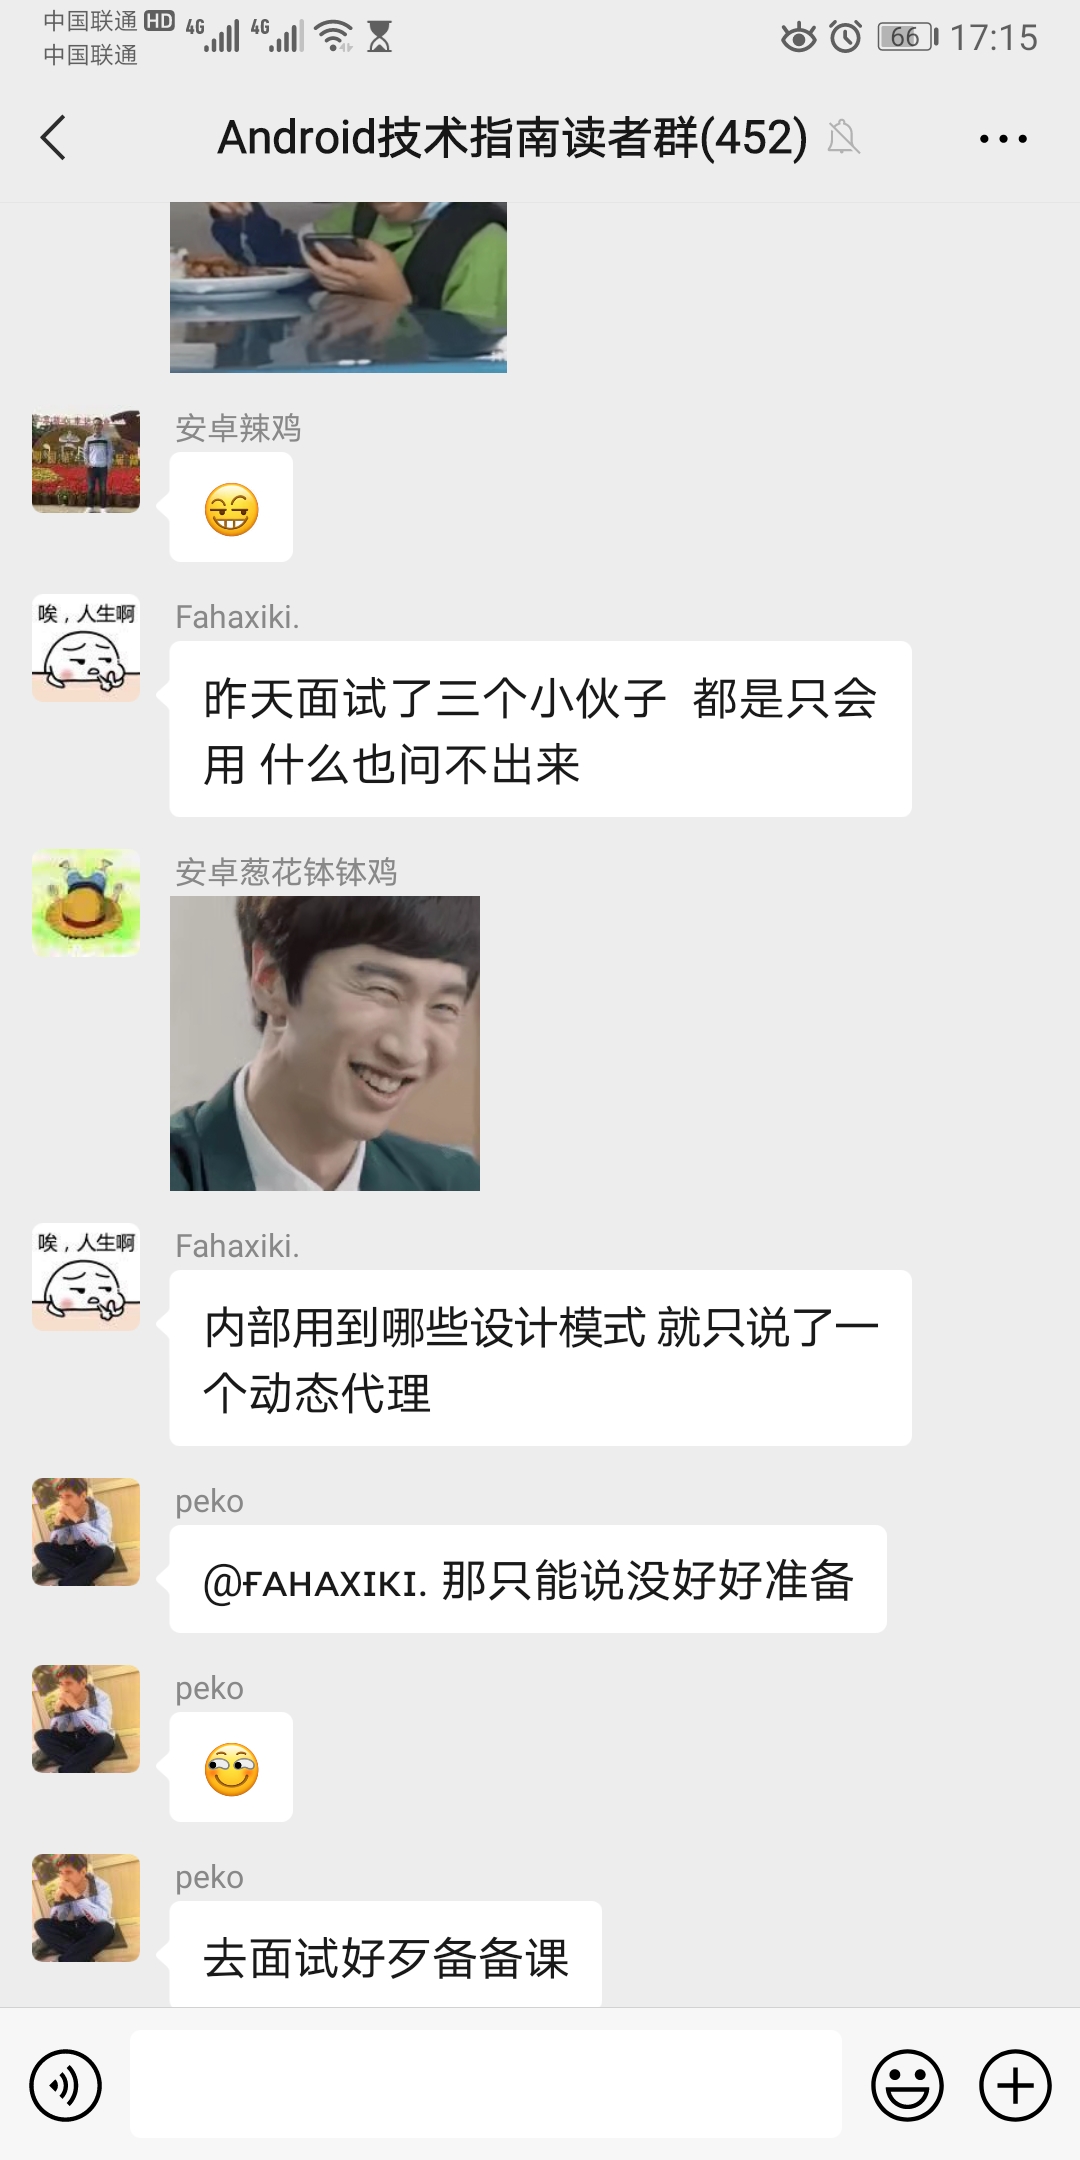 中国联通 HD 4G 4G 66 17:15
中国联通
Android技术指南读者群(452)
安卓辣鸡
唉，人生啊
Fahaxiki.
昨天面试了三个小伙子 都是只会
用 什么也问不出来
安卓葱花钵钵鸡
唉，人生啊
Fahaxiki.
内部用到哪些设计模式 就只说了一
个动态代理
peko
@ғᴀʜᴀxɪᴋɪ. 那只能说没好好准备
peko
peko
去面试好歹备备课